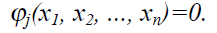 φⱼ(x₁, x₂, ..., xₙ)=0.